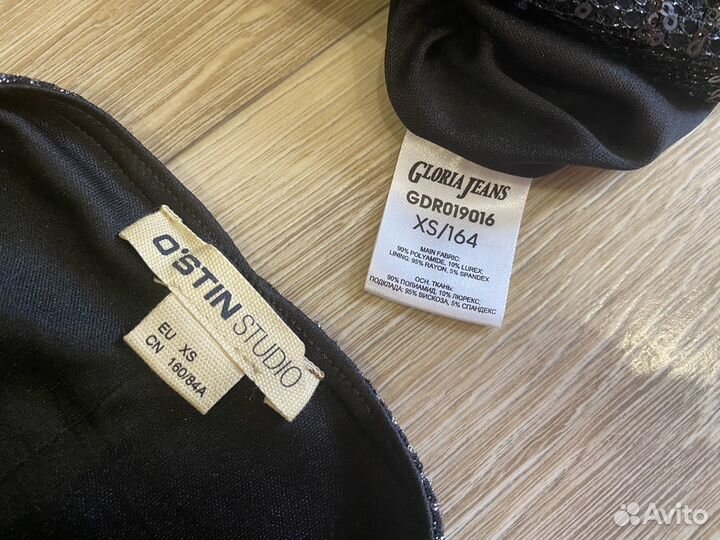 O'STIN STUDIO
EU XS
CN 160/84A
GLORIA JEANS
GDR019016
XS/164
MAIN FABRIC:
90% POLYAMIDE, 10% LUREX;
LINING: 95% RAYON, 5% SPANDEX
ОСН. ТКАНЬ:
90% ПОЛИАМИД, 10% ЛЮРЕКС;
ПОДКЛАДА: 95% ВИСКОЗА, 5% СПАНДЕКС
Avito